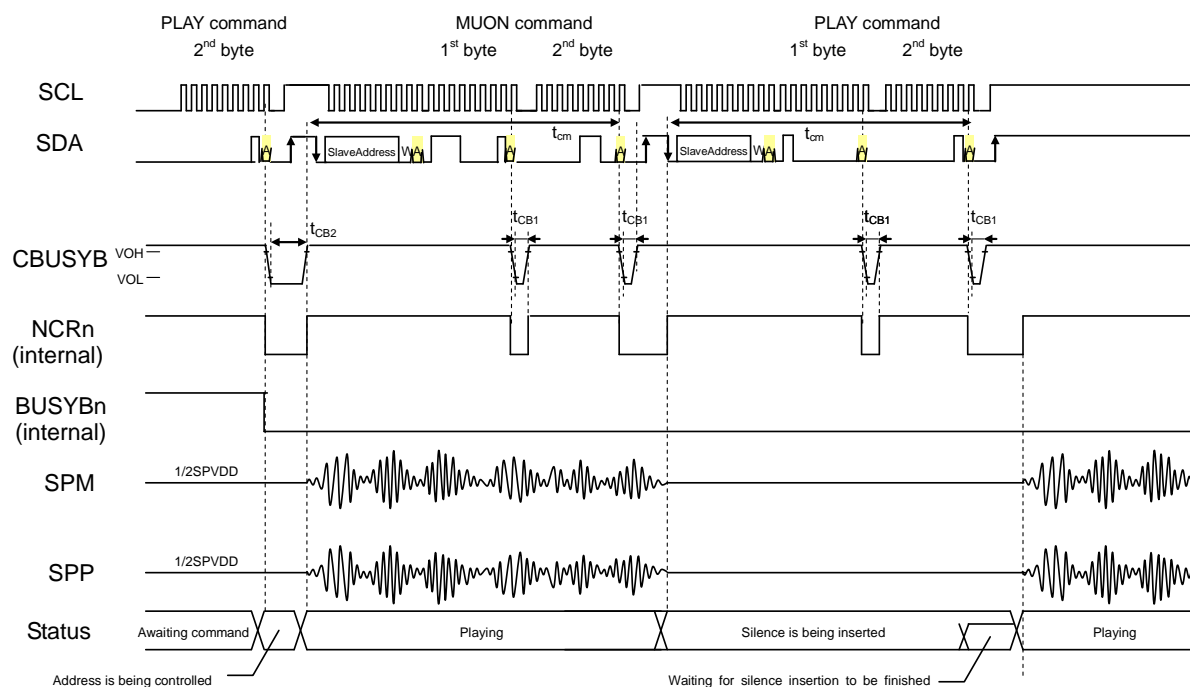 PLAY command MUON command PLAY command
2nd byte 1st byte 2nd byte 1st byte 2nd byte
SCL
tcm tcm
SDA A SlaveAddress W A A A SlaveAddress W A A A
tCB2 tCB1 tCB1 tCB1 tCB1
VOH
CBUSYB
VOL
NCRn
(internal)
BUSYBn
(internal)
1/2SPVDD
SPM
1/2SPVDD
SPP
Status Awaiting command Playing Silence is being inserted Playing
Address is being controlled Waiting for silence insertion to be finished